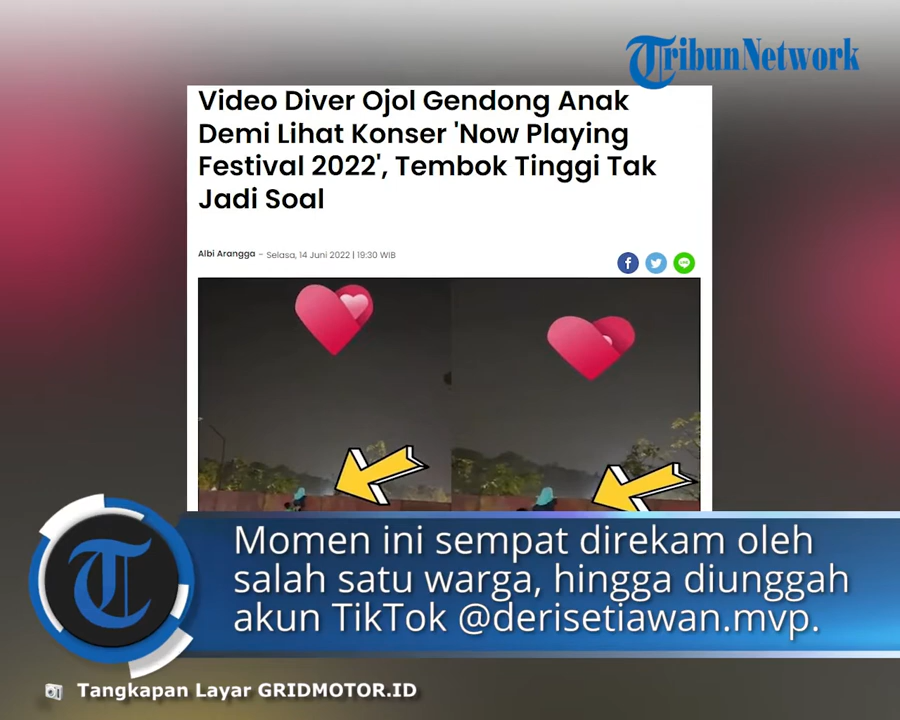 Tribun Network
Video Diver Ojol Gendong Anak
Demi Lihat Konser 'Now Playing
Festival 2022', Tembok Tinggi Tak
Jadi Soal
Albi Arangga - Selasa, 14 Juni 2022 | 19:30 WIB
Momen ini sempat direkam oleh
salah satu warga, hingga diunggah
akun TikTok @derisetiawan.mvp.
Tangkapan Layar GRIDMOTOR.ID